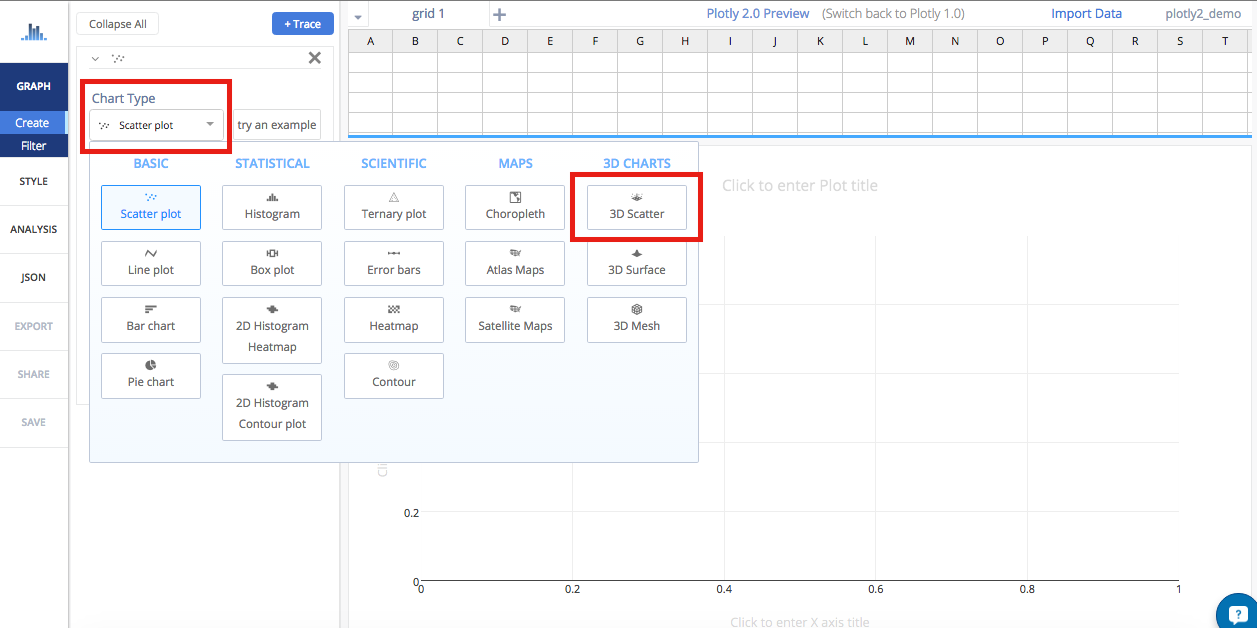 Collapse All
+ Trace
grid 1
Plotly 2.0 Preview (Switch back to Plotly 1.0)
Import Data
plotly2_demo
A B C D E F G H I J K L M N O P Q R S T
GRAPH
Create
Filter
STYLE
ANALYSIS
JSON
EXPORT
SHARE
SAVE
Chart Type
Scatter plot
try an example
BASIC
Scatter plot
Line plot
Bar chart
Pie chart
STATISTICAL
Histogram
Box plot
2D Histogram
Heatmap
2D Histogram
Contour plot
SCIENTIFIC
Ternary plot
Error bars
Heatmap
Contour
MAPS
Choropleth
Atlas Maps
Satellite Maps
3D CHARTS
3D Scatter
3D Surface
3D Mesh
Click to enter Plot title
0.2
0
0 0.2 0.4 0.6 0.8 1
Click to enter X axis title